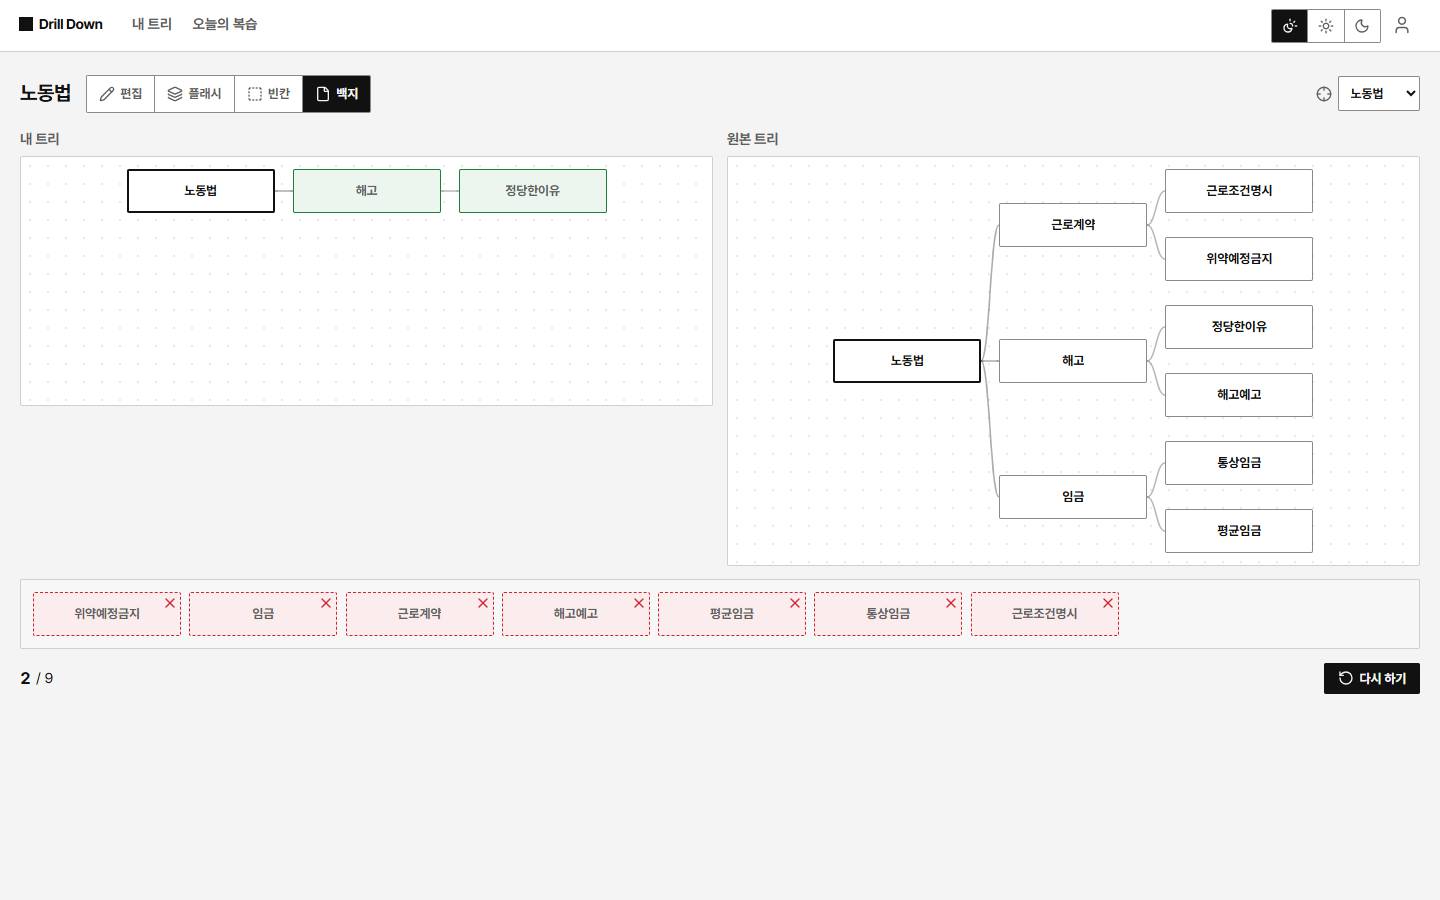 Drill Down 내 트리 오늘의 복습
노동법 편집 플래시 빈칸 백지 노동법
내 트리
노동법 해고 정당한이유
원본 트리
근로조건명시
근로계약
위약예정금지
정당한이유
노동법 해고
해고예고
통상임금
임금
평균임금
위약예정금지 임금 근로계약 해고예고 평균임금 통상임금 근로조건명시
2 / 9 다시 하기